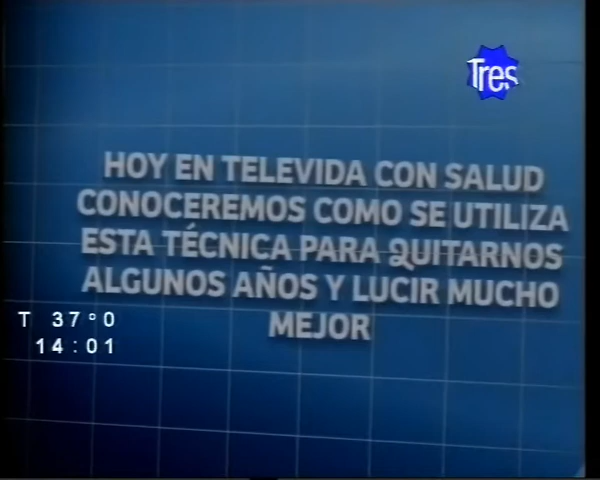 Tres
HOY EN TELEVIDA CON SALUD
CONOCEREMOS COMO SE UTILIZA
ESTA TÉCNICA PARA QUITARNOS
ALGUNOS AÑOS Y LUCIR MUCHO
MEJOR
T 37°0
14:01